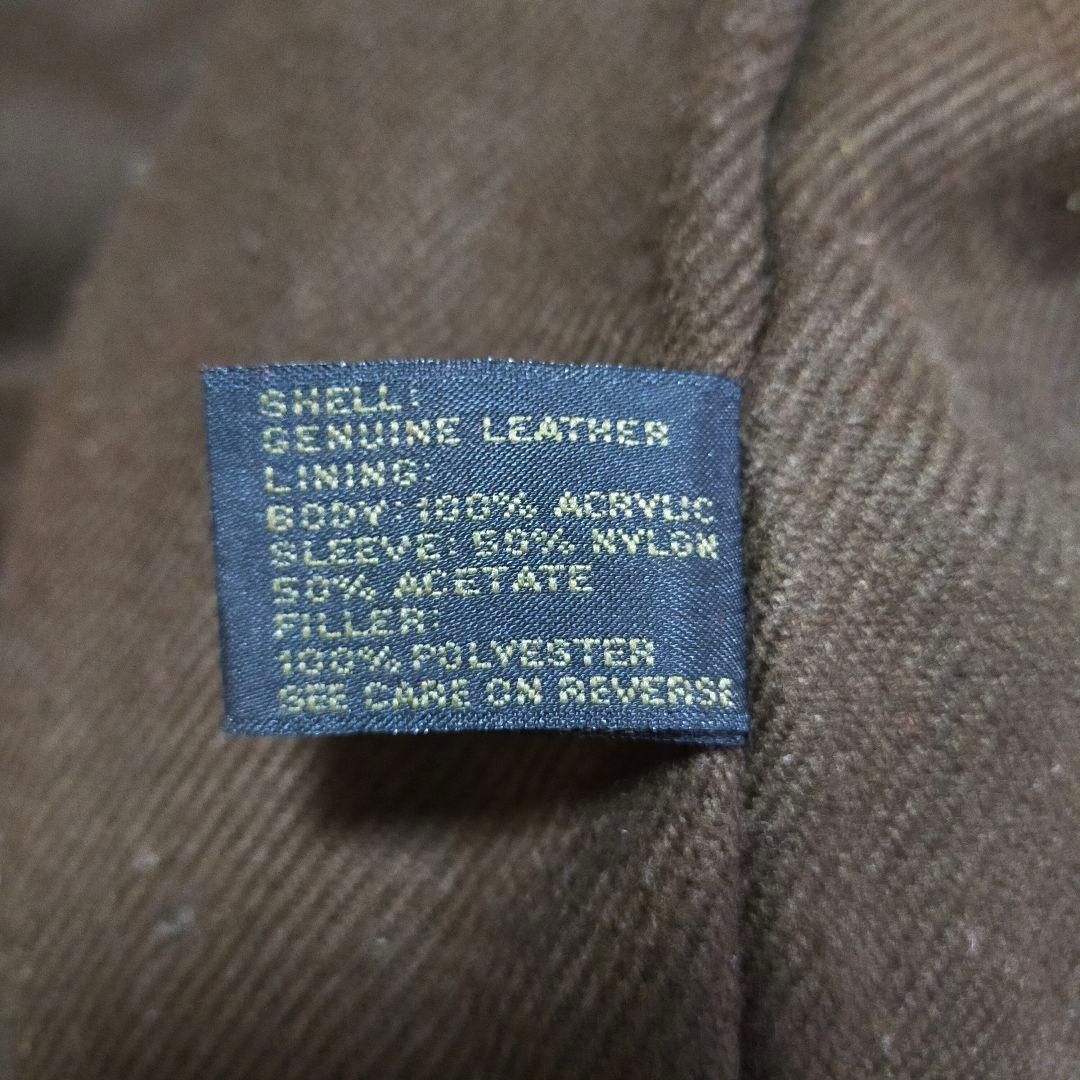 SHELL:
GENUINE LEATHER
LINING:
BODY: 100% ACRYLIC
SLEEVE: 50% NYLON
50% ACETATE
FILLER:
100% POLYESTER
SEE CARE ON REVERSE